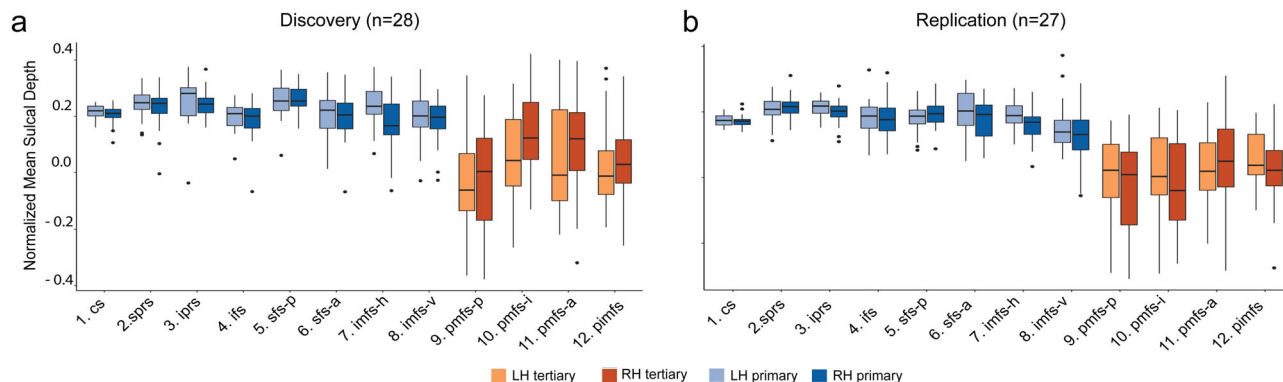 a
Discovery (n=28)
b
Replication (n=27)
Normalized Mean Sulcal Depth
0.4
0.2
0.0
- 0.2
- 0.4
1. cs
2.sprs
3. iprs
4. ifs
5. sfs-p
6. sfs-a
7. imfs-h
8. imfs-v
9. pmfs-p
10. pmfs-i
11. pmfs-a
12. pimfs
1. cs
2. sprs
3. iprs
4. ifs
5. sfs-p
6. sfs-a
7. imfs-h
8. imfs-v
9. pmfs-p
10. pmfs-i
11. pmfs-a
12. pimfs
LH tertiary RH tertiary LH primary RH primary